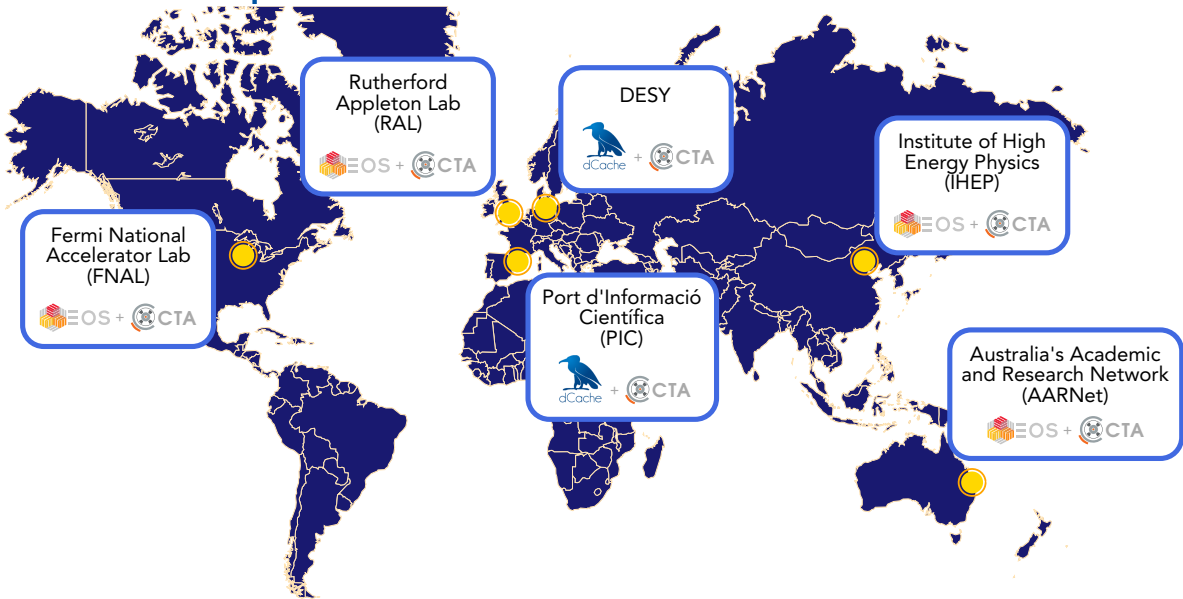 Rutherford
Appleton Lab
(RAL)
EOS + CTA
DESY
dCache + CTA
Institute of High
Energy Physics
(IHEP)
EOS + CTA
Fermi National
Accelerator Lab
(FNAL)
EOS + CTA
Port d'Informació
Científica
(PIC)
dCache + CTA
Australia's Academic
and Research Network
(AARNet)
EOS + CTA